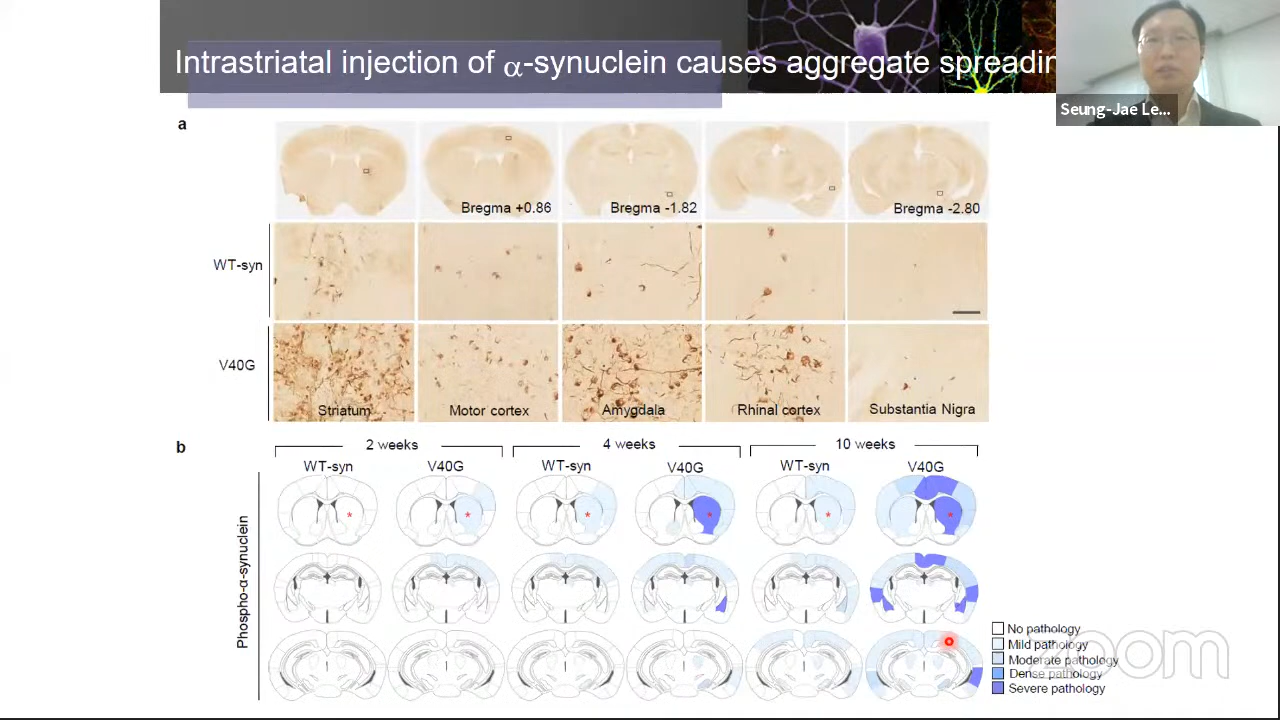 Intrastriatal injection of α-synuclein causes aggregate spreadin
Seung-Jae Le...
a
Bregma +0.86
Bregma -1.82
Bregma -2.80
WT-syn
V40G
Striatum
Motor cortex
Amygdala
Rhinal cortex
Substantia Nigra
b
2 weeks
4 weeks
10 weeks
WT-syn
V40G
WT-syn
V40G
WT-syn
V40G
Phospho-α-synuclein
No pathology
Mild pathology
Moderate pathology
Dense pathology
Severe pathology
zoom